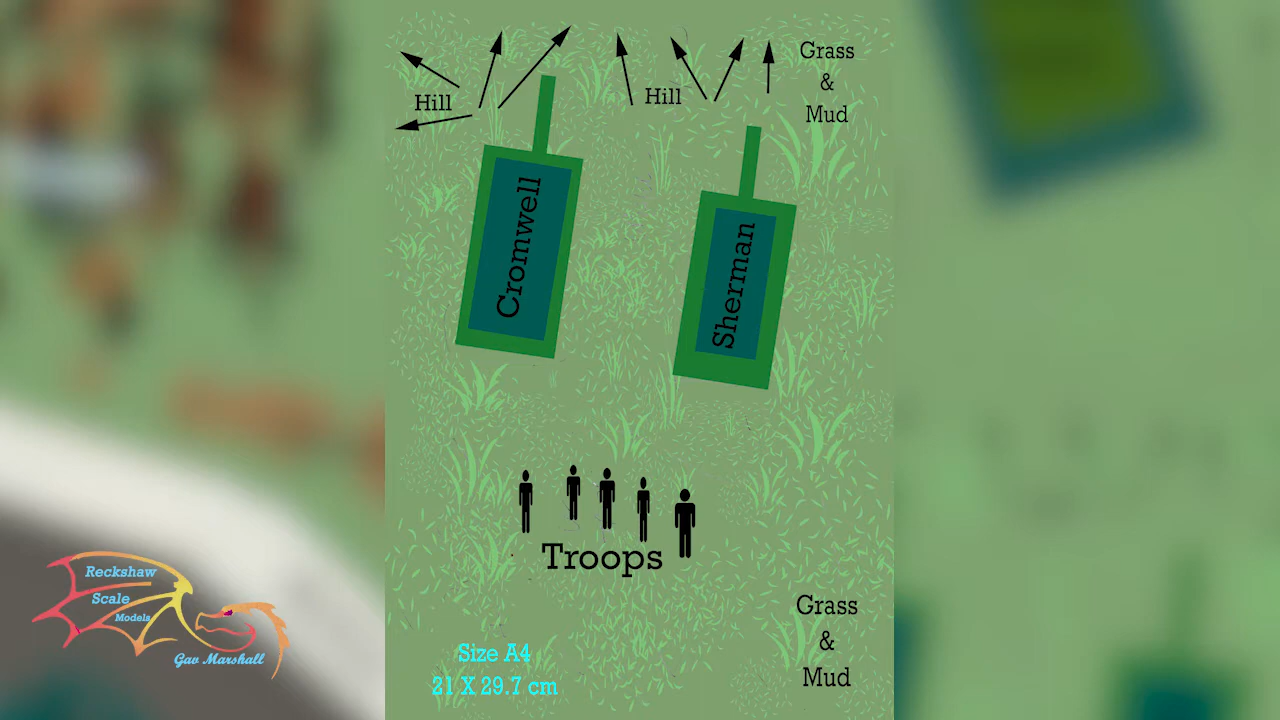 Grass
&
Mud
Hill
Hill
Cromwell
Sherman
Troops
Grass
&
Mud
Size A4
21 X 29.7 cm
Reckshaw
Scale
Models
Gav Marshall